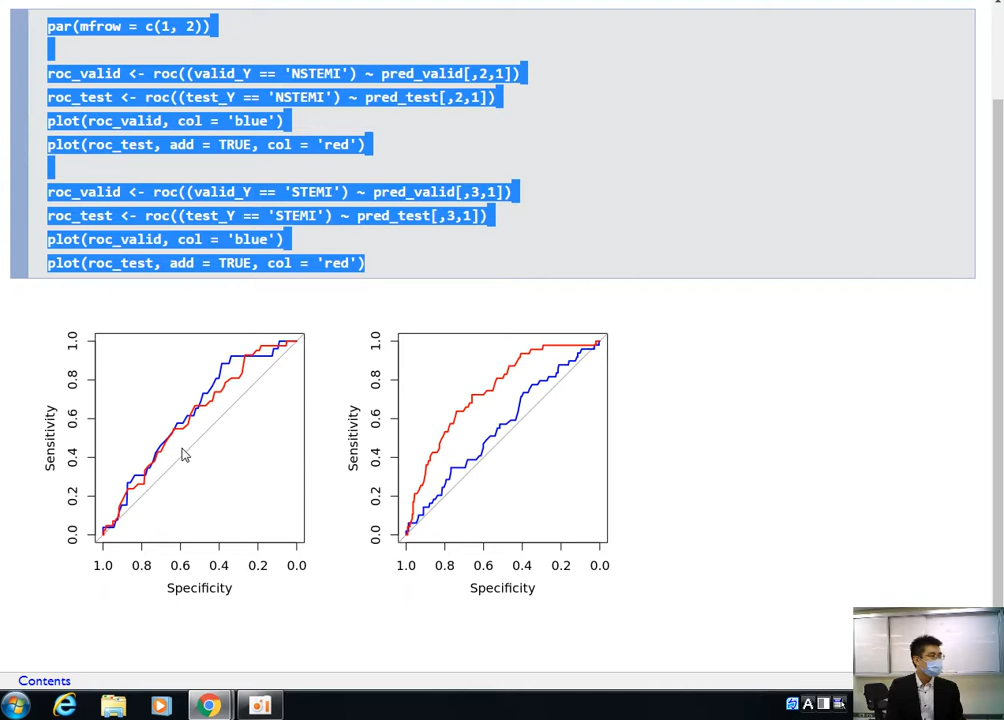 par(mfrow = c(1, 2))
roc_valid <- roc((valid_Y == 'NSTEMI') ~ pred_valid[,2,1])
roc_test <- roc((test_Y == 'NSTEMI') ~ pred_test[,2,1])
plot(roc_valid, col = 'blue')
plot(roc_test, add = TRUE, col = 'red')
roc_valid <- roc((valid_Y == 'STEMI') ~ pred_valid[,3,1])
roc_test <- roc((test_Y == 'STEMI') ~ pred_test[,3,1])
plot(roc_valid, col = 'blue')
plot(roc_test, add = TRUE, col = 'red')
Sensitivity
1.0
0.8
0.6
0.4
0.2
0.0
1.0 0.8 0.6 0.4 0.2 0.0
Specificity
Sensitivity
1.0
0.8
0.6
0.4
0.2
0.0
1.0 0.8 0.6 0.4 0.2 0.0
Specificity
Contents
A